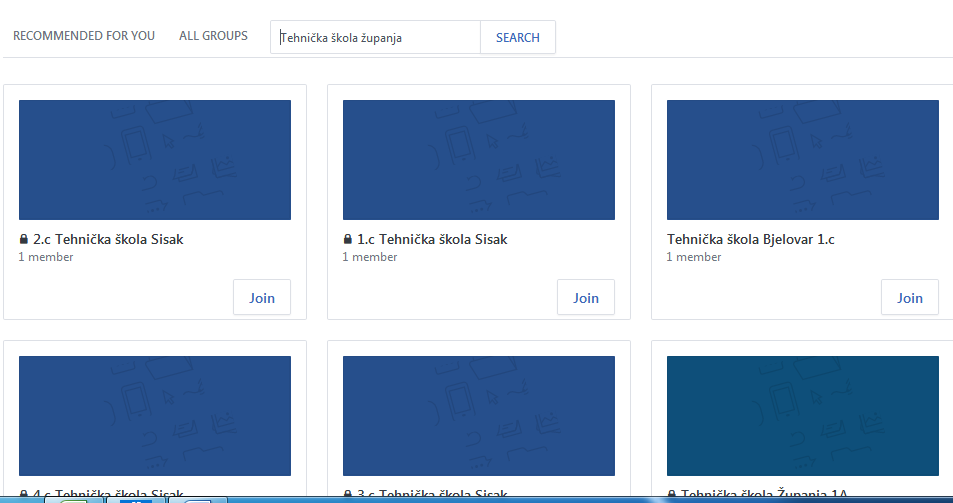 RECOMMENDED FOR YOU ALL GROUPS Tehnička škola županja SEARCH
2.c Tehnička škola Sisak
1 member
Join
1.c Tehnička škola Sisak
1 member
Join
Tehnička škola Bjelovar 1.c
1 member
Join
4.c Tehnička škola Sisak
3.c Tehnička škola Sisak
Tehnička škola Županja 1A